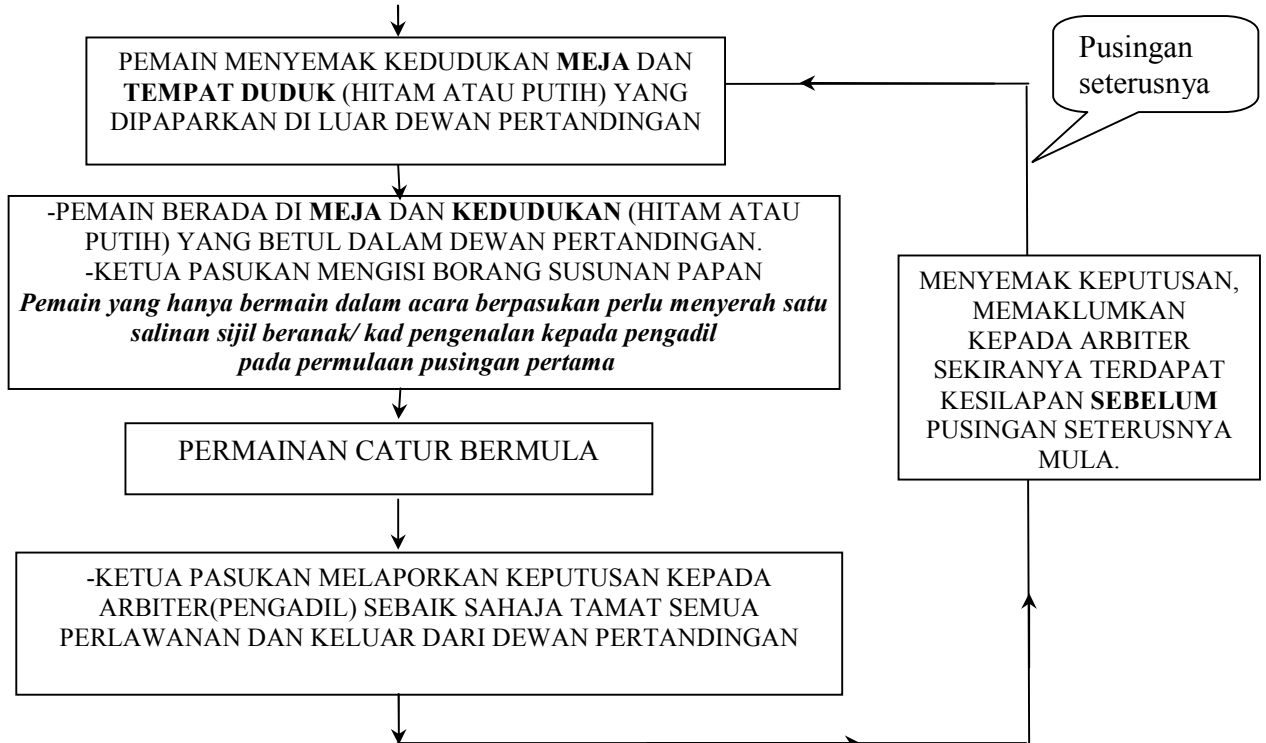 PEMAIN MENYEMAK KEDUDUKAN MEJA DAN
TEMPAT DUDUK (HITAM ATAU PUTIH) YANG
DIPAPARKAN DI LUAR DEWAN PERTANDINGAN
-PEMAIN BERADA DI MEJA DAN KEDUDUKAN (HITAM ATAU
PUTIH) YANG BETUL DALAM DEWAN PERTANDINGAN.
-KETUA PASUKAN MENGISI BORANG SUSUNAN PAPAN
Pemain yang hanya bermain dalam acara berpasukan perlu menyerah satu
salinan sijil beranak/ kad pengenalan kepada pengadil
pada permulaan pusingan pertama
PERMAINAN CATUR BERMULA
-KETUA PASUKAN MELAPORKAN KEPUTUSAN KEPADA
ARBITER(PENGADIL) SEBAIK SAHAJA TAMAT SEMUA
PERLAWANAN DAN KELUAR DARI DEWAN PERTANDINGAN
MENYEMAK KEPUTUSAN,
MEMAKLUMKAN
KEPADA ARBITER
SEKIRANYA TERDAPAT
KESILAPAN SEBELUM
PUSINGAN SETERUSNYA
MULA.
Pusingan
seterusnya